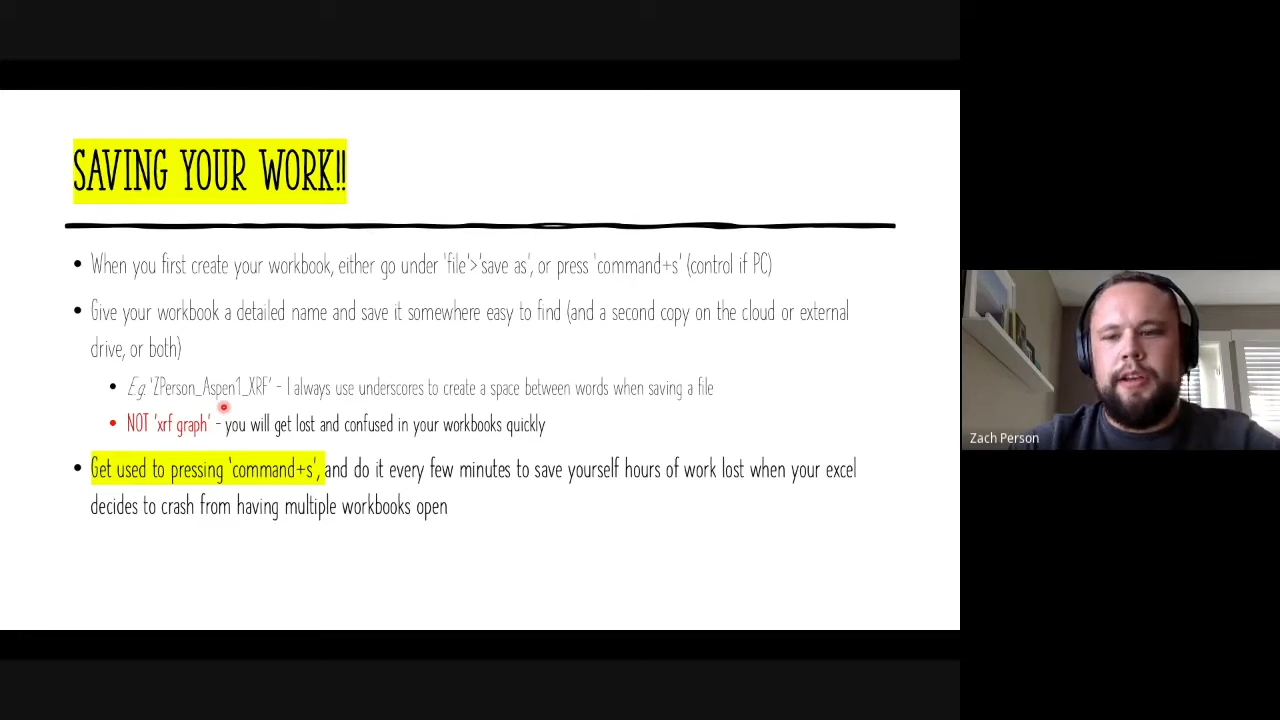 SAVING YOUR WORK!!
• When you first create your workbook, either go under 'file'>'save as', or press 'command+s' (control if PC)
• Give your workbook a detailed name and save it somewhere easy to find (and a second copy on the cloud or external
drive, or both)
• Eg. 'ZPerson_Aspen1_XRF' - I always use underscores to create a space between words when saving a file
• NOT 'xrf graph' - you will get lost and confused in your workbooks quickly
• Get used to pressing 'command+s', and do it every few minutes to save yourself hours of work lost when your excel
decides to crash from having multiple workbooks open
Zach Person